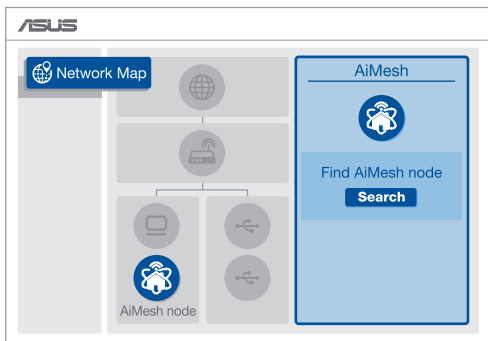 ASUS
Network Map
AiMesh
Find AiMesh node
Search
AiMesh node